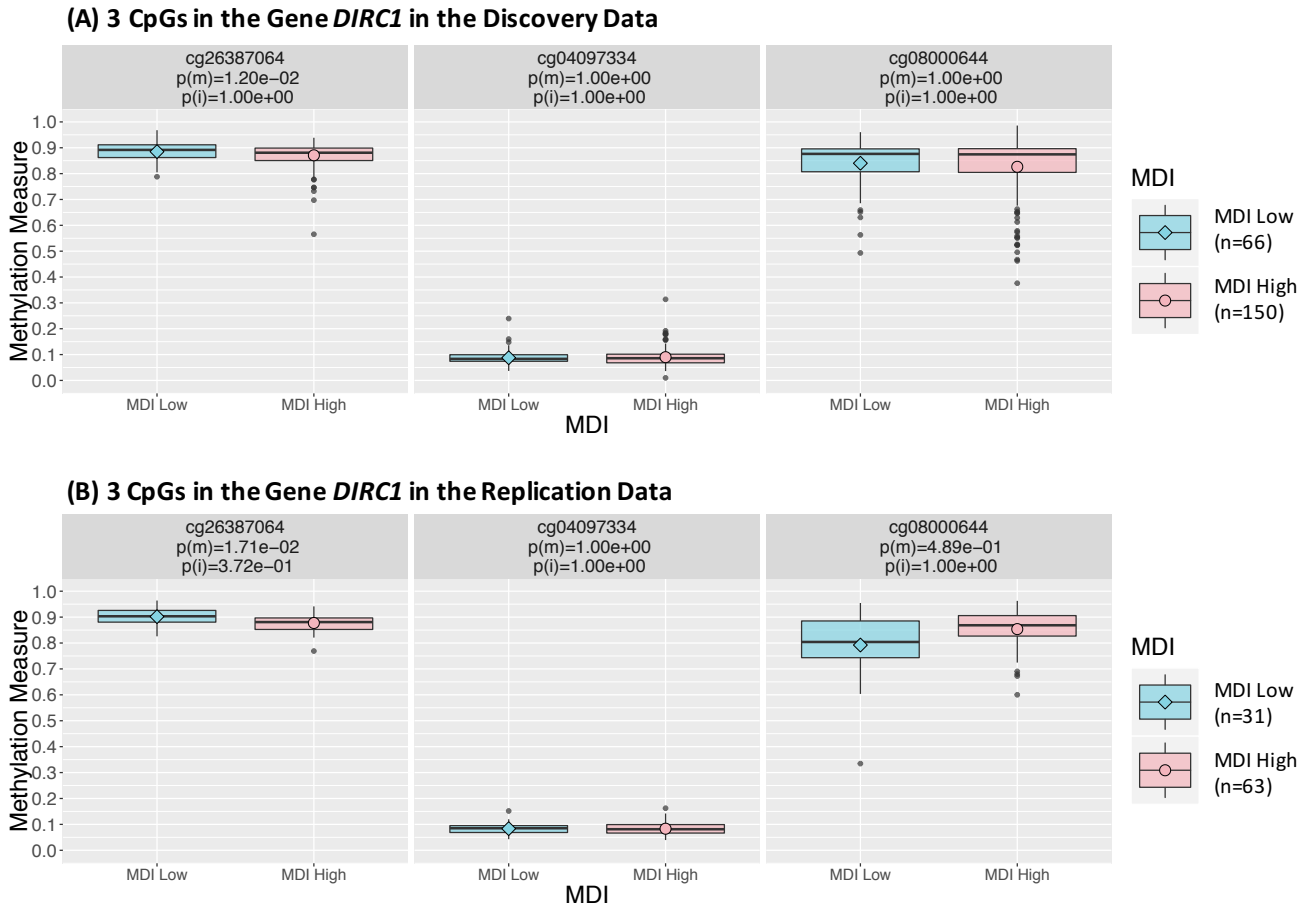 (A) 3 CpGs in the Gene DIRC1 in the Discovery Data
cg26387064
p(m)=1.20e−02
p(i)=1.00e+00
cg04097334
p(m)=1.00e+00
p(i)=1.00e+00
cg08000644
p(m)=1.00e+00
p(i)=1.00e+00
Methylation Measure
1.0
0.9
0.8
0.7
0.6
0.5
0.4
0.3
0.2
0.1
0.0
MDI Low
MDI High
MDI Low
MDI High
MDI Low
MDI High
MDI
MDI
MDI Low
(n=66)
MDI High
(n=150)
(B) 3 CpGs in the Gene DIRC1 in the Replication Data
cg26387064
p(m)=1.71e−02
p(i)=3.72e−01
cg04097334
p(m)=1.00e+00
p(i)=1.00e+00
cg08000644
p(m)=4.89e−01
p(i)=1.00e+00
Methylation Measure
1.0
0.9
0.8
0.7
0.6
0.5
0.4
0.3
0.2
0.1
0.0
MDI Low
MDI High
MDI Low
MDI High
MDI Low
MDI High
MDI
MDI
MDI Low
(n=31)
MDI High
(n=63)